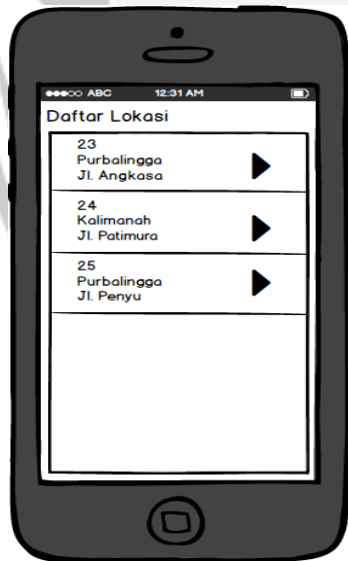 ABC 12:31 AM
Daftar Lokasi
23
Purbalingga
Jl. Angkasa
24
Kalimanah
Jl. Patimura
25
Purbalingga
Jl. Penyu